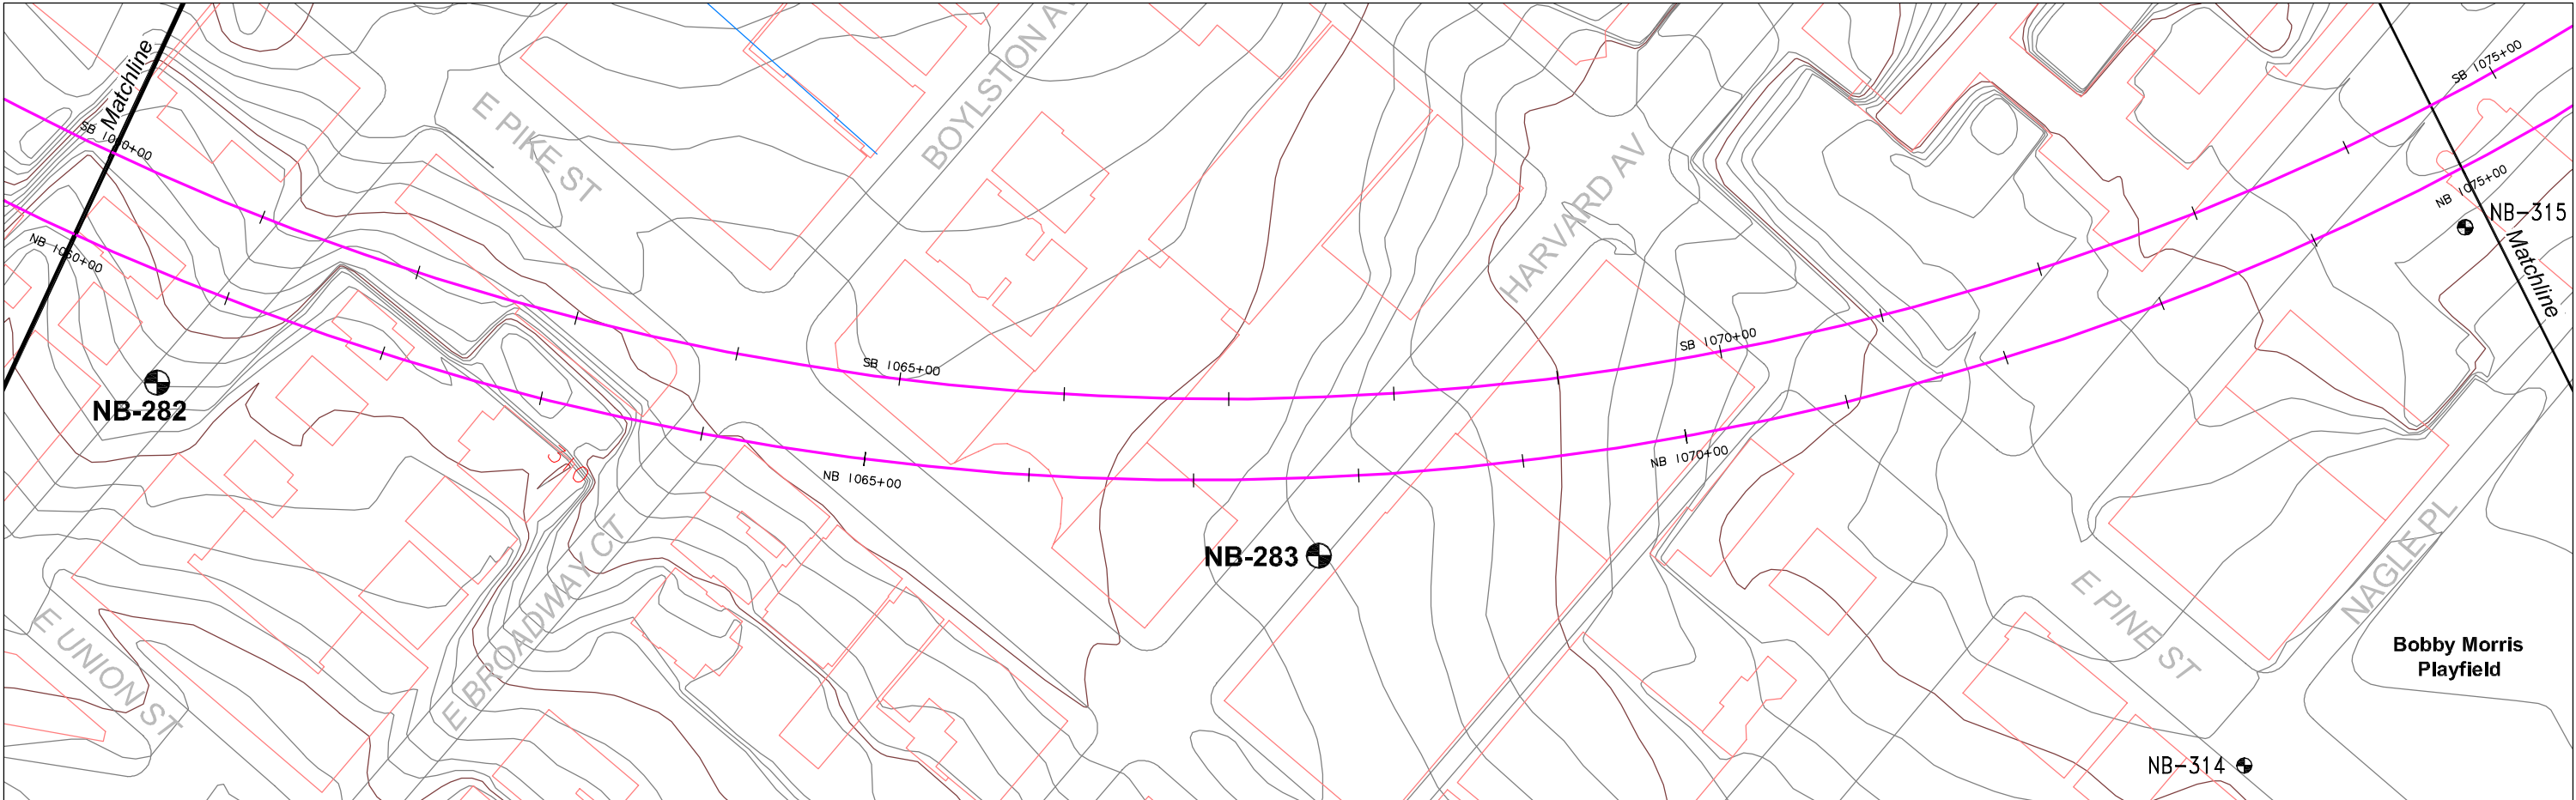 Matchline
SB 1060+00
NB 1060+00
E PIKE ST
BOYLSTON AV
HARVARD AV
SB 1075+00
NB 1075+00
NB-315
Matchline
SB 1065+00
SB 1070+00
NB-282
NB 1065+00
NB 1070+00
NB-283
E BROADWAY CT
E UNION ST
E PINE ST
NAGLE PL
Bobby Morris
Playfield
NB-314